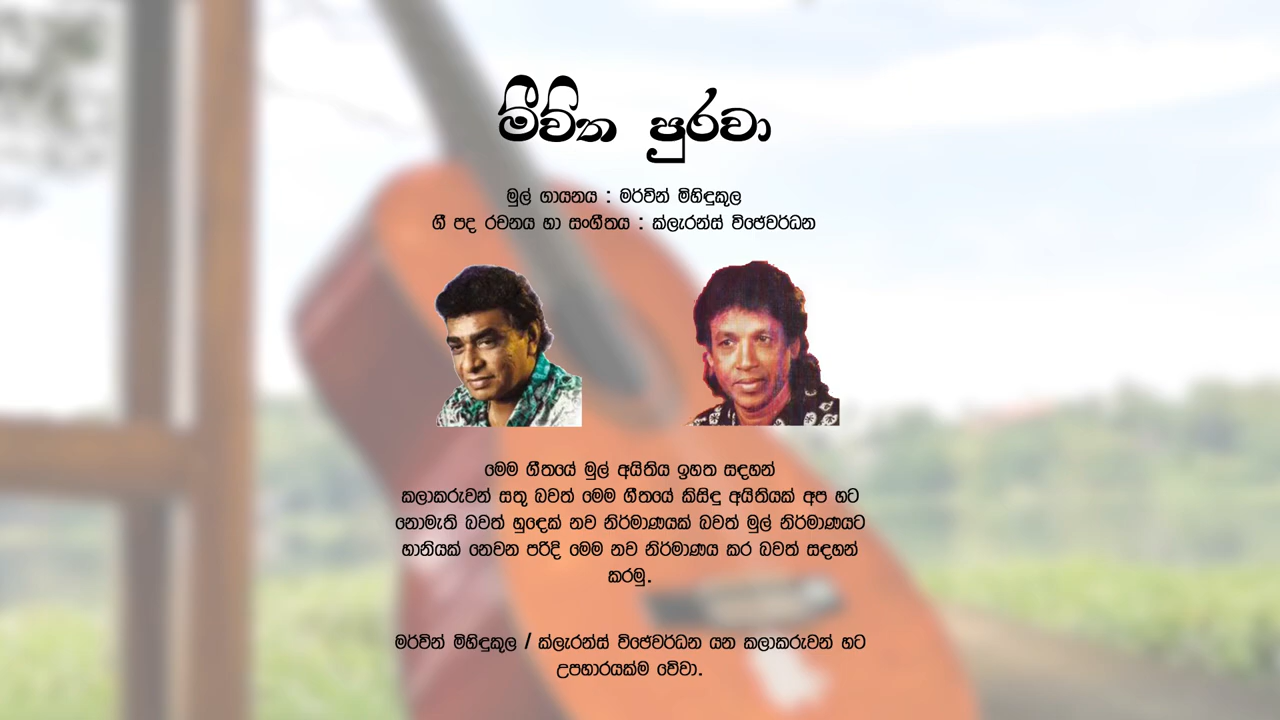 මීවිත පුරවා
මුල් ගායනය : මර්වින් මිහිඳුකුල
ගී පද රචනය හා සංගීතය : ක්ලැරන්ස් විජේවර්ධන
මෙම ගීතයේ මුල් අයිතිය ඉහත සඳහන්
කලාකරුවන් සතු බවත් මෙම ගීතයේ කිසිඳු අයිතියක් අප හට
නොමැති බවත් හුදෙක් නව නිර්මාණයක් බවත් මුල් නිර්මාණයට
හානියක් නෙවන පරිදි මෙම නව නිර්මාණය කර බවත් සඳහන්
කරමු.
මර්වින් මිහිඳුකුල / ක්ලැරන්ස් විජේවර්ධන යන කලාකරුවන් හට
උපහාරයක්ම වේවා.